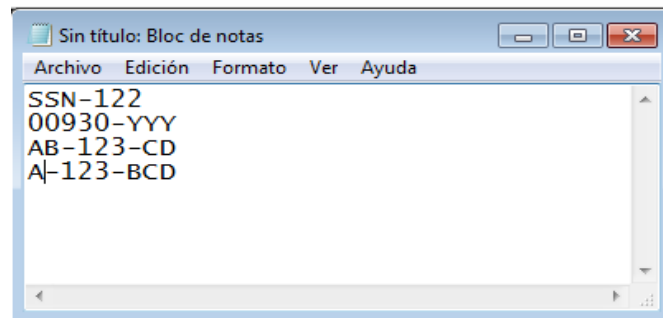 Sin título: Bloc de notas
Archivo Edición Formato Ver Ayuda
SSN-122
00930-YYY
AB-123-CD
A-123-BCD